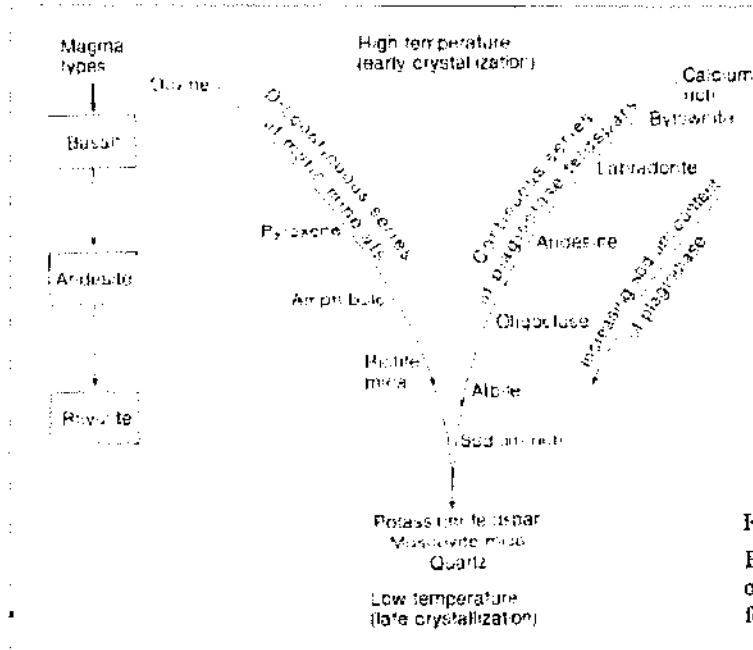 Magma
types
High temperature
(early crystallization)
Calcium
rich
Olivine
Bytownite
Basalt
Discontinuous series
of mafic minerals
Continuous series
of plagioclase feldspars
Labradorite
Pyroxene
Andesine
Increasing sodium content
of plagioclase
Andesite
Amphibole
Oligoclase
Biotite
mica
Albite
Rhyolite
Sodium-rich
Potassium feldspar
Muscovite mica
Quartz
Low temperature
(late crystallization)